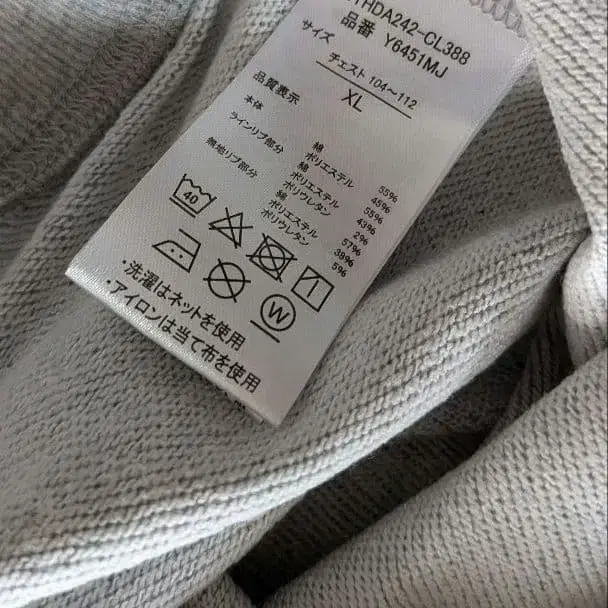 THDA242-CL388
品番 Y6451MJ
サイズ
チェスト 104～112
XL
品質表示
本体 綿 55%
ポリエステル 45%
ラインリブ部分 綿 55%
ポリエステル 43%
ポリウレタン 2%
無地リブ部分 綿 57%
ポリエステル 38%
ポリウレタン 5%
40
W
・洗濯はネットを使用
・アイロンは当て布を使用